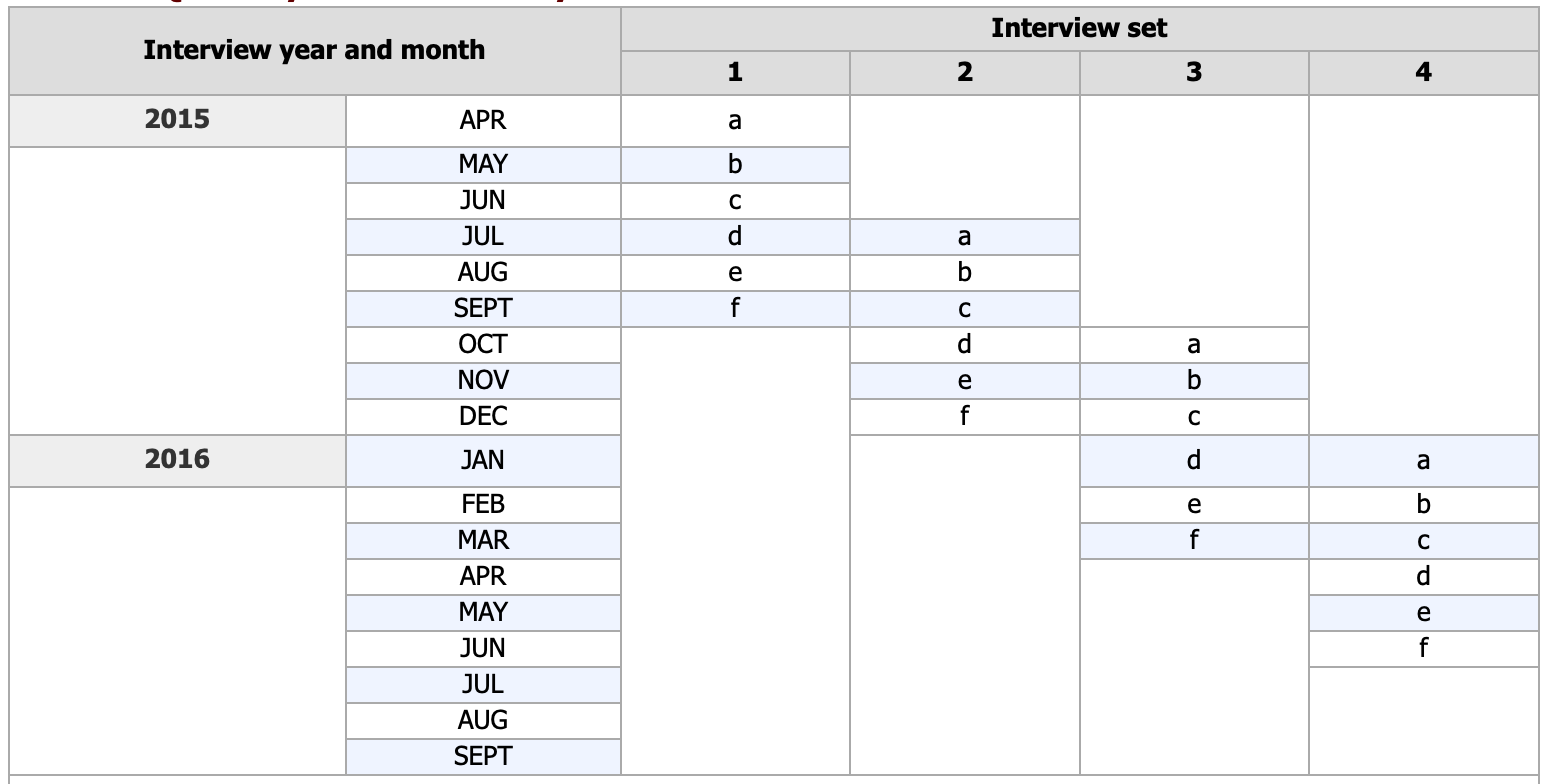 Interview year and month Interview set
1 2 3 4
2015 APR a
MAY b
JUN c
JUL d a
AUG e b
SEPT f c
OCT d a
NOV e b
DEC f c
2016 JAN d a
FEB e b
MAR f c
APR d
MAY e
JUN f
JUL
AUG
SEPT